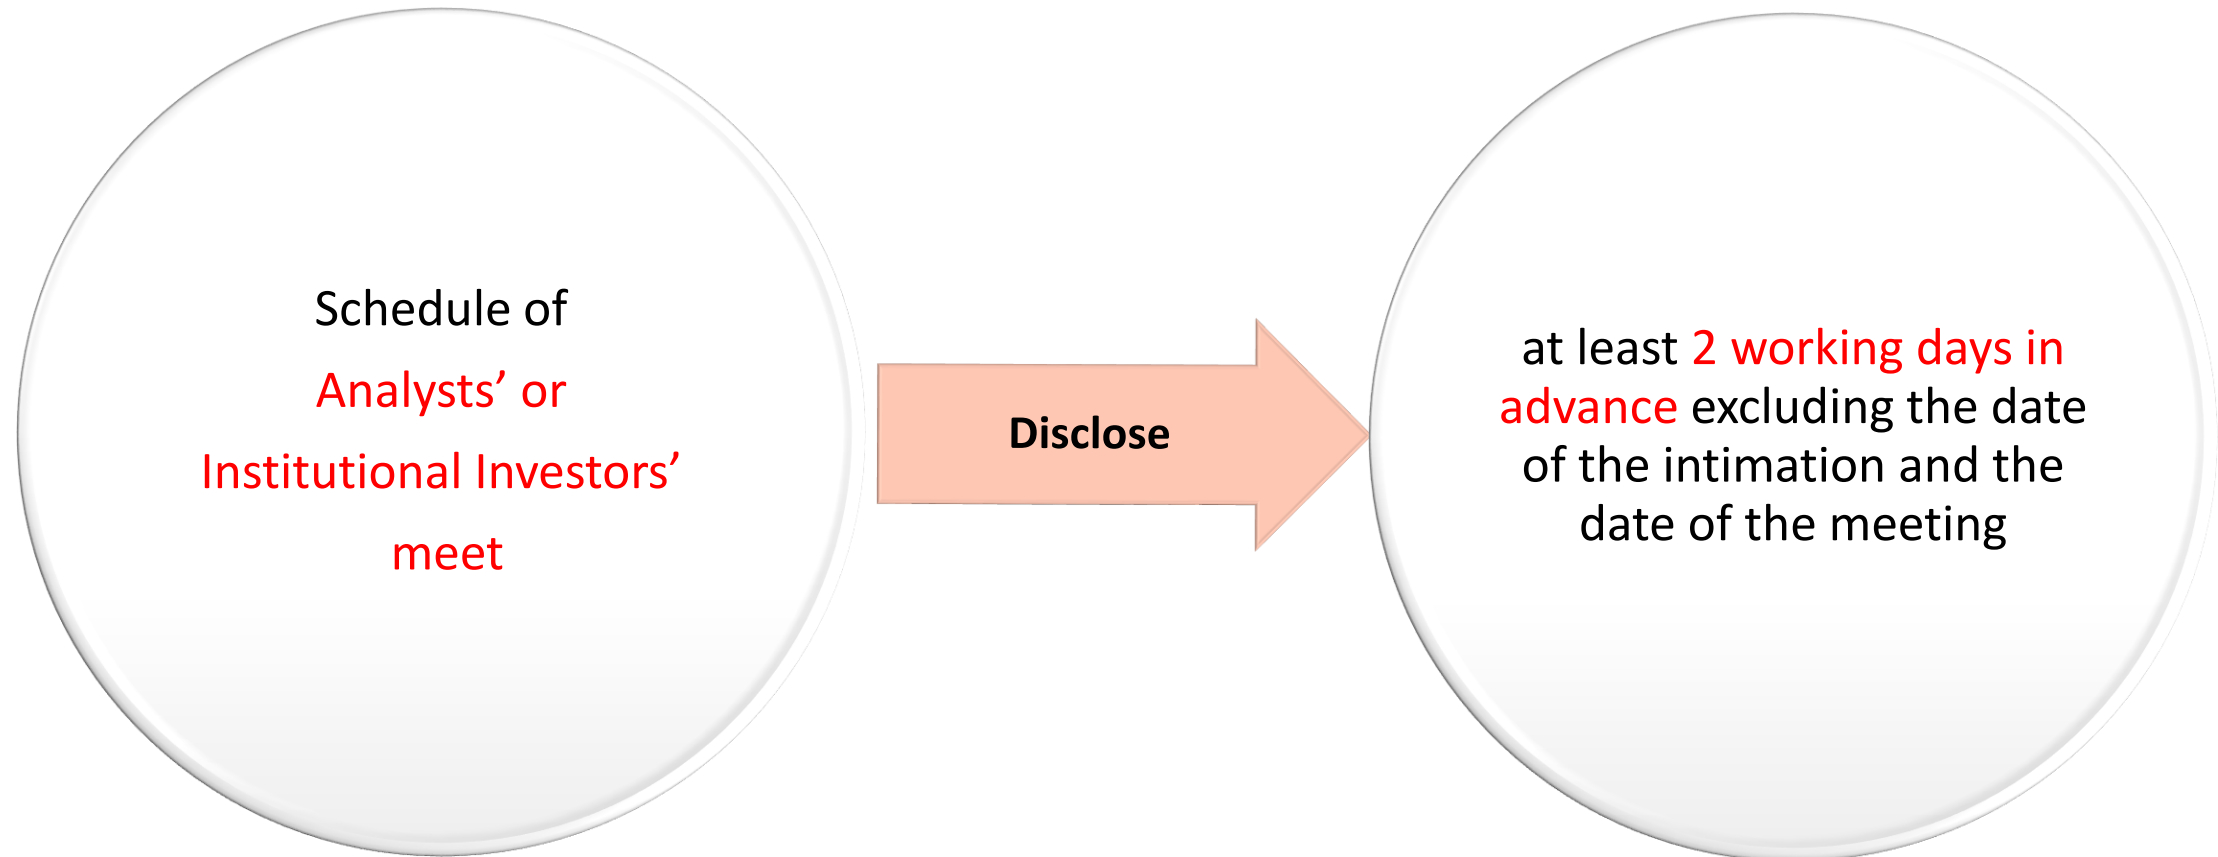 Schedule of
Analysts’ or
Institutional Investors’
meet
Disclose
at least 2 working days in
advance excluding the date
of the intimation and the
date of the meeting